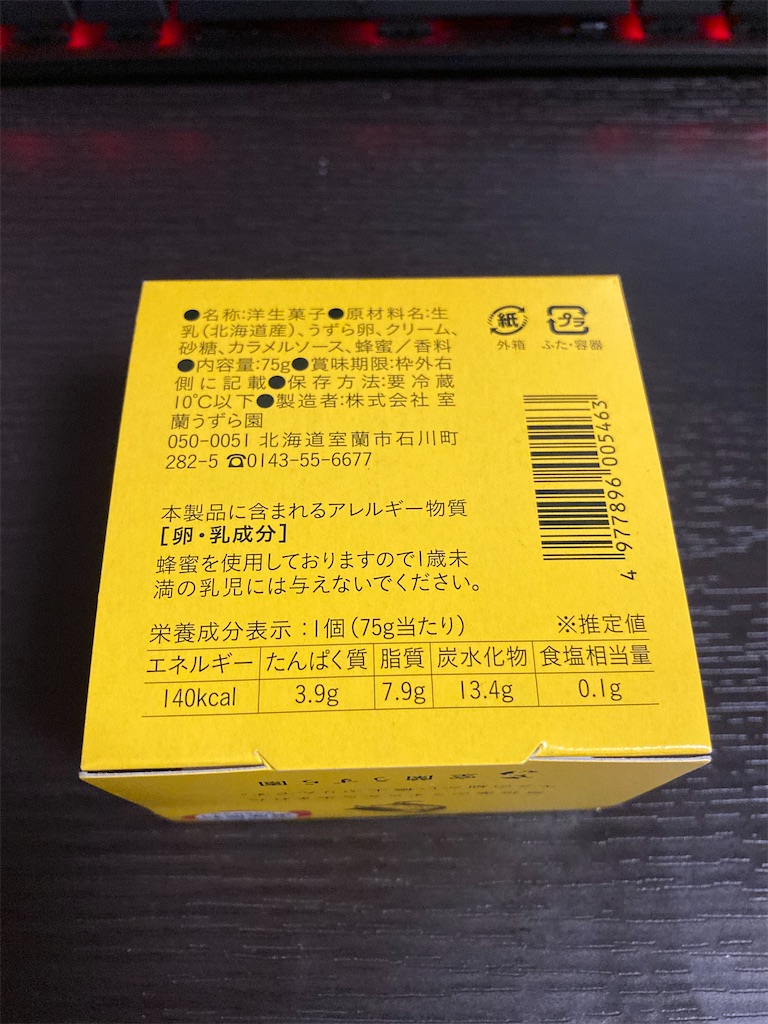 ●名称:洋生菓子●原材料名:生
乳(北海道産)、うずら卵、クリーム、
砂糖、カラメルソース、蜂蜜／香料
●内容量:75g●賞味期限:枠外右
側に記載●保存方法:要冷蔵
10℃以下●製造者:株式会社 室
蘭うずら園
050-0051 北海道室蘭市石川町
282-5 ☎0143-55-6677
紙
外箱
プラ
ふた・容器
4 977896 005463
本製品に含まれるアレルギー物質
[卵・乳成分]
蜂蜜を使用しておりますので1歳未
満の乳児には与えないでください。
栄養成分表示:1個(75g当たり) ※推定値
エネルギー たんぱく質 脂質 炭水化物 食塩相当量
140kcal 3.9g 7.9g 13.4g 0.1g
室蘭うずら園